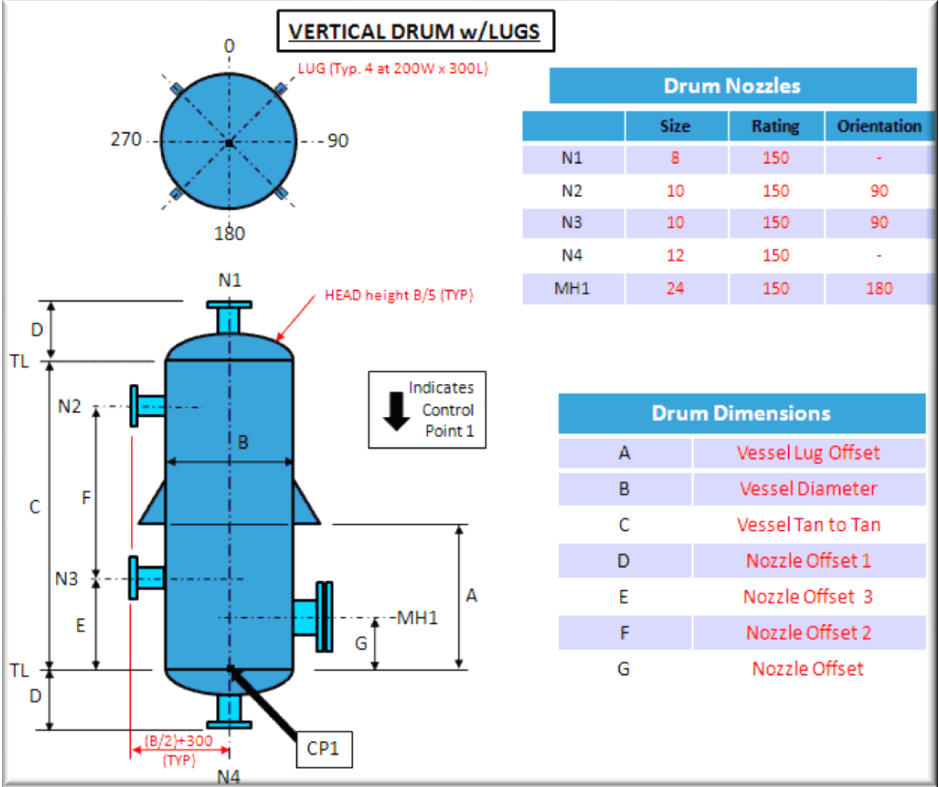 VERTICAL DRUM w/LUGS
0
LUG (Typ. 4 at 200W x 300L)
270
90
180
Drum Nozzles
Size Rating Orientation
N1 8 150 -
N2 10 150 90
N3 10 150 90
N4 12 150 -
MH1 24 150 180
N1
HEAD height B/5 (TYP)
D
TL
N2
Indicates
Control
Point 1
B
F
C
N3
A
E
MH1
G
TL
D
(B/2)+300
(TYP)
CP1
N4
Drum Dimensions
A Vessel Lug Offset
B Vessel Diameter
C Vessel Tan to Tan
D Nozzle Offset 1
E Nozzle Offset 3
F Nozzle Offset 2
G Nozzle Offset